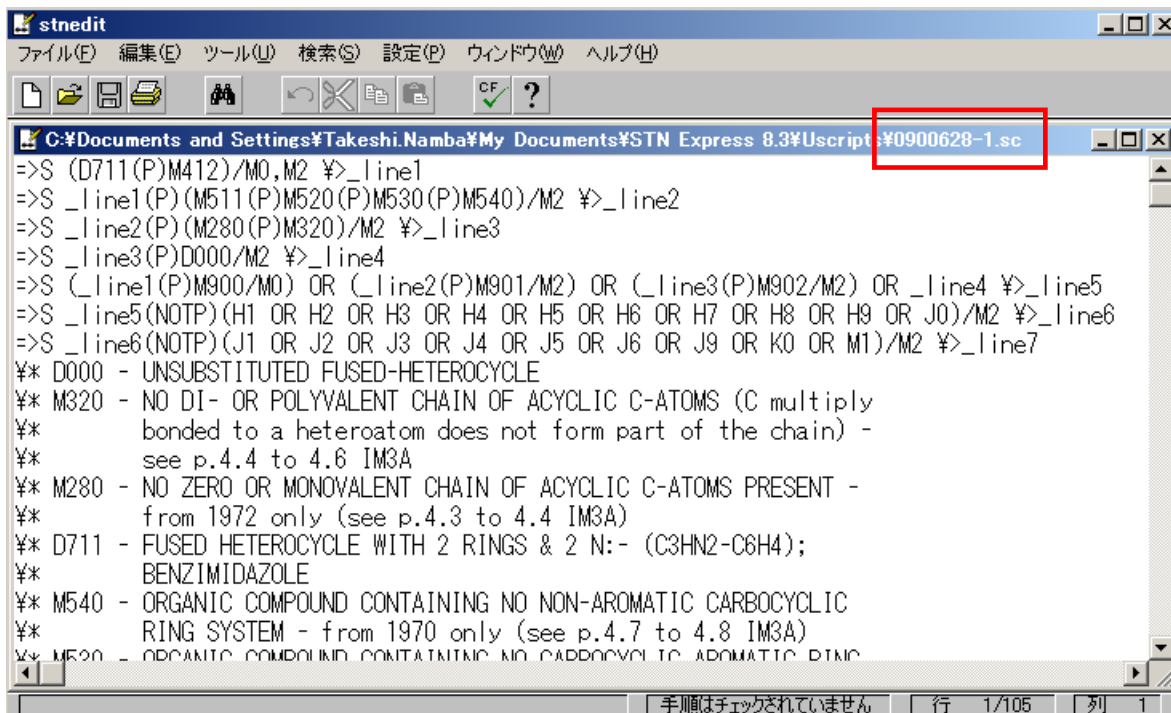 stnedit
ファイル(F) 編集(E) ツール(U) 検索(S) 設定(P) ウィンドウ(W) ヘルプ(H)
CF ?
C:¥Documents and Settings¥Takeshi.Namba¥My Documents¥STN Express 8.3¥Uscripts¥0900628-1.sc
=>S (D711(P)M412)/M0,M2 ¥>_line1
=>S _line1(P)(M511(P)M520(P)M530(P)M540)/M2 ¥>_line2
=>S _line2(P)(M280(P)M320)/M2 ¥>_line3
=>S _line3(P)D000/M2 ¥>_line4
=>S (_line1(P)M900/M0) OR (_line2(P)M901/M2) OR (_line3(P)M902/M2) OR _line4 ¥>_line5
=>S _line5(NOTP)(H1 OR H2 OR H3 OR H4 OR H5 OR H6 OR H7 OR H8 OR H9 OR J0)/M2 ¥>_line6
=>S _line6(NOTP)(J1 OR J2 OR J3 OR J4 OR J5 OR J6 OR J9 OR K0 OR M1)/M2 ¥>_line7
¥* D000 - UNSUBSTITUTED FUSED-HETEROCYCLE
¥* M320 - NO DI- OR POLYVALENT CHAIN OF ACYCLIC C-ATOMS (C multiply
¥* bonded to a heteroatom does not form part of the chain) -
¥* see p.4.4 to 4.6 IM3A
¥* M280 - NO ZERO OR MONOVALENT CHAIN OF ACYCLIC C-ATOMS PRESENT -
¥* from 1972 only (see p.4.3 to 4.4 IM3A)
¥* D711 - FUSED HETEROCYCLE WITH 2 RINGS & 2 N:- (C3HN2-C6H4);
¥* BENZIMIDAZOLE
¥* M540 - ORGANIC COMPOUND CONTAINING NO NON-AROMATIC CARBOCYCLIC
¥* RING SYSTEM - from 1970 only (see p.4.7 to 4.8 IM3A)
¥* M520 - ORGANIC COMPOUND CONTAINING NO CARBOCYCLIC AROMATIC RING
手順はチェックされていません 行 1/105 列 1